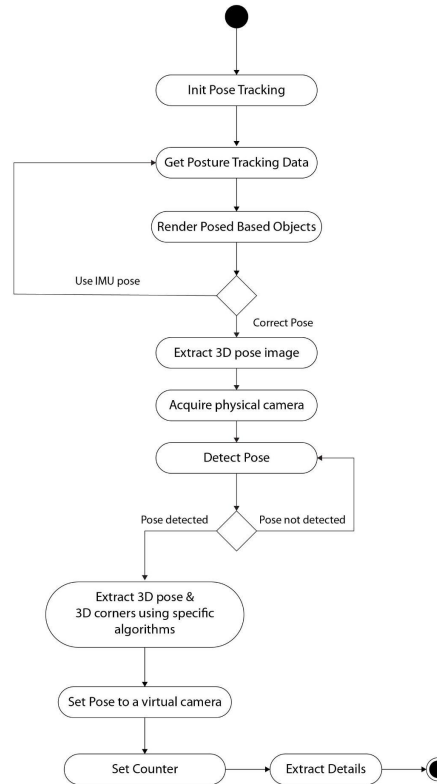 Init Pose Tracking
Get Posture Tracking Data
Render Posed Based Objects
Use IMU pose
Correct Pose
Extract 3D pose image
Acquire physical camera
Detect Pose
Pose detected
Pose not detected
Extract 3D pose &
3D corners using specific
algorithms
Set Pose to a virtual camera
Set Counter
Extract Details